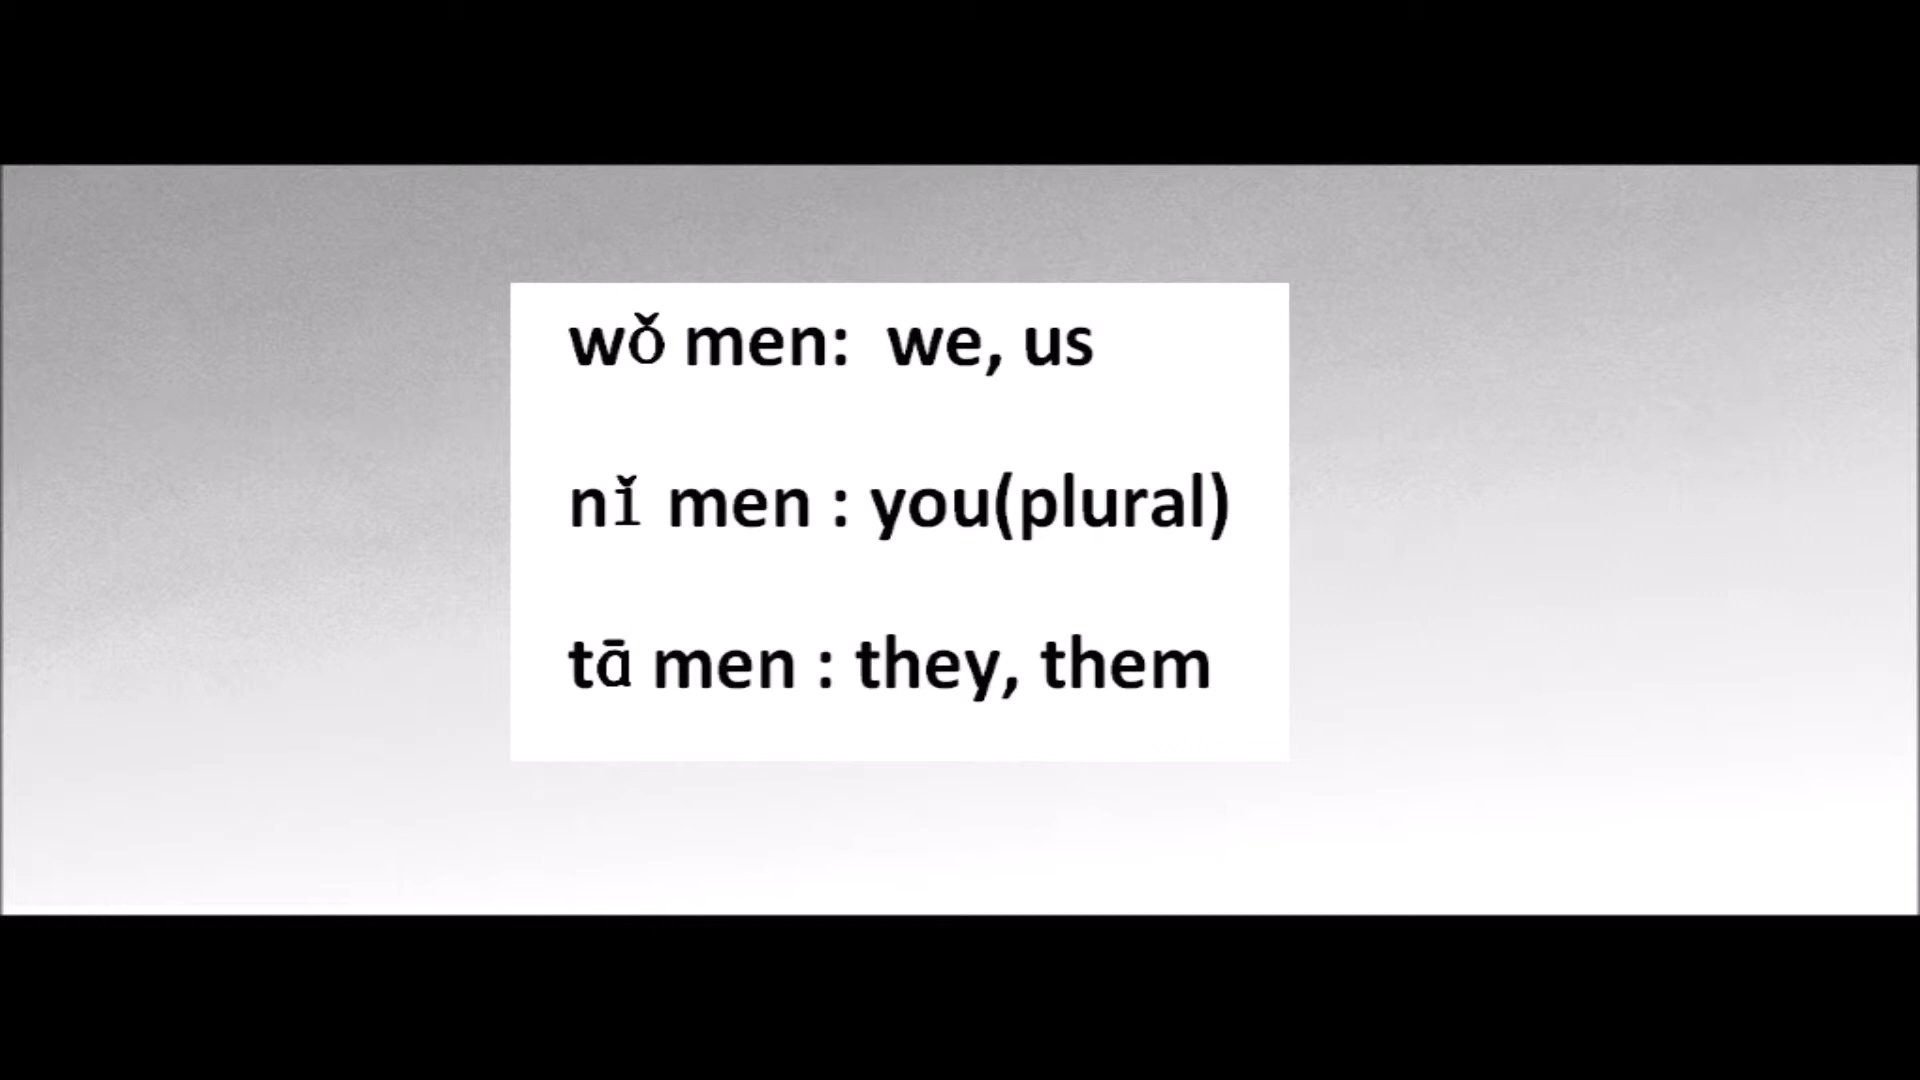 wǒ men:  we, us
nǐ men : you(plural)
tā men : they, them